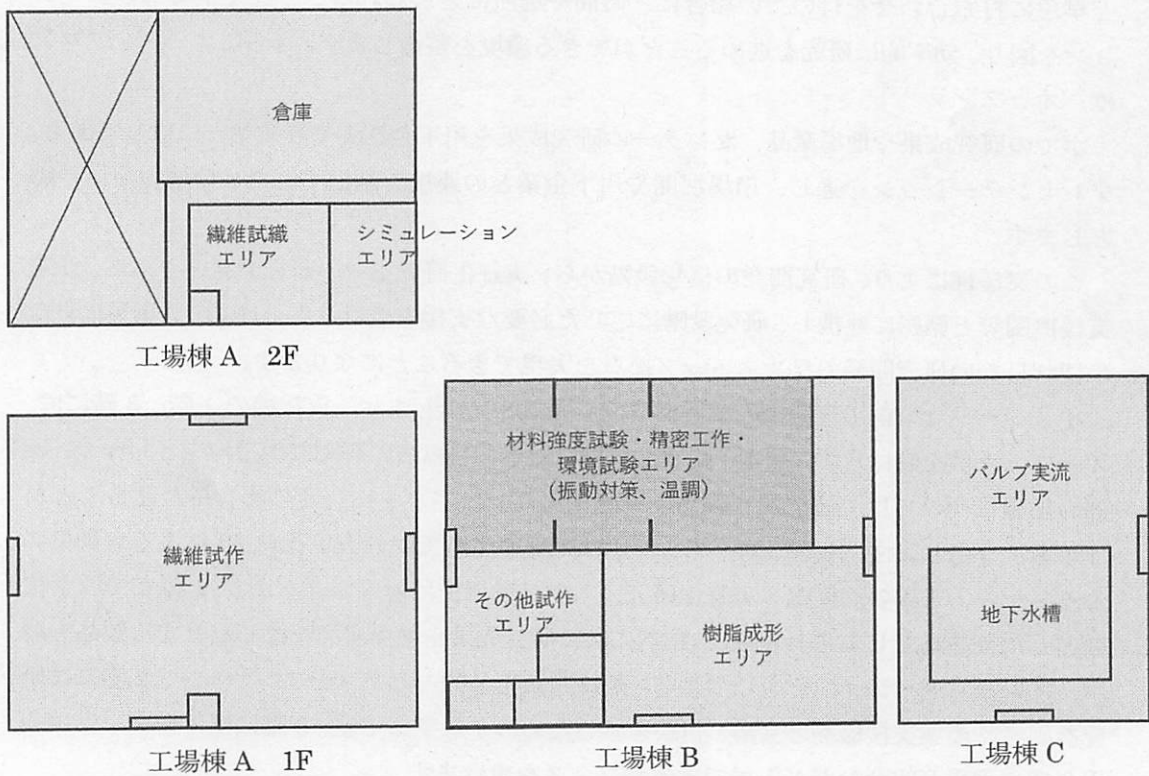 倉庫
繊維試織
エリア
シミュレーション
エリア
工場棟 A 2F
繊維試作
エリア
工場棟 A 1F
材料強度試験・精密工作・
環境試験エリア
(振動対策、温調)
その他試作
エリア
樹脂成形
エリア
工場棟 B
バルブ実流
エリア
地下水槽
工場棟 C